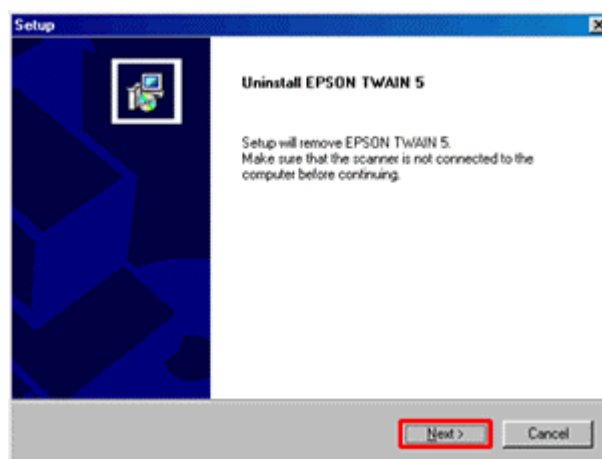 Setup
Uninstall EPSON TWAIN 5
Setup will remove EPSON TWAIN 5.
Make sure that the scanner is not connected to the
computer before continuing.
Next >
Cancel